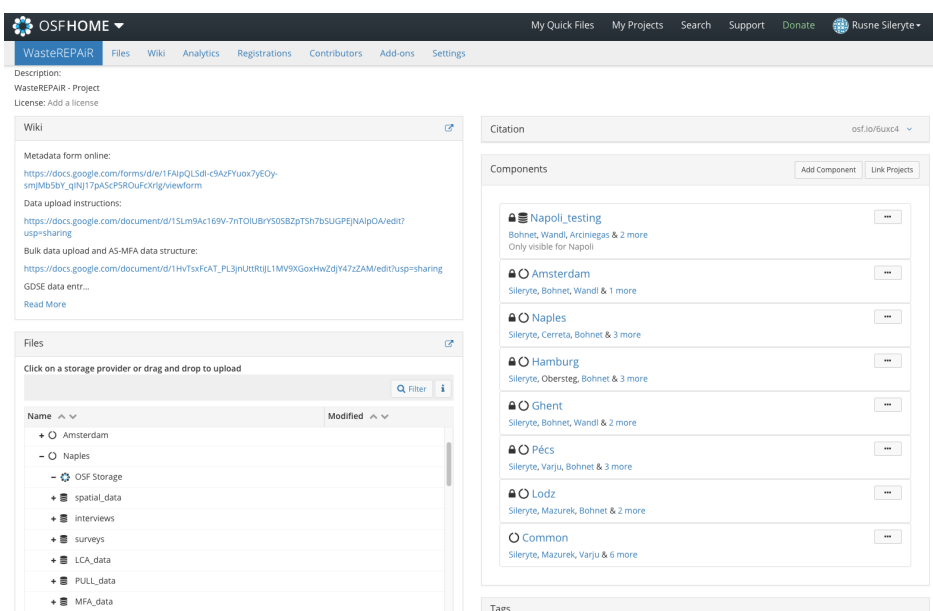 OSFHOME
My Quick Files My Projects Search Support Donate Rusne Sileryte
WasteREPAiR Files Wiki Analytics Registrations Contributors Add-ons Settings
Description:
WasteREPAiR - Project
License: Add a license
Wiki
Metadata form online:
https://docs.google.com/forms/d/e/1FAIpQLSdI-c9AzFYuox7yEOy-
smJMb5bY_qINJ17pAScPSROuFcXrIg/viewform
Data upload instructions:
https://docs.google.com/document/d/1SLm9Ac169V-7nTOIUBrYS0SBZpTSh7bSUGPEjNAIpOA/edit?
usp=sharing
Bulk data upload and AS-MFA data structure:
https://docs.google.com/document/d/1HvTsxFcAT_PL3jnUttRtiJL1MV9XGoxHwZdjY47zZAM/edit?usp=sharing
GDSE data entr...
Read More
Files
Click on a storage provider or drag and drop to upload
Filter i
Name Modified
Amsterdam
Naples
OSF Storage
spatial_data
interviews
surveys
LCA_data
PULL_data
MFA_data
Citation osf.io/6uxc4
Components Add Component Link Projects
Napoli_testing
Bohnet, Wandl, Arciniegas & 2 more
Only visible for Napoli
Amsterdam
Sileryte, Bohnet, Wandl & 1 more
Naples
Sileryte, Cerreta, Bohnet & 3 more
Hamburg
Sileryte, Obersteg, Bohnet & 3 more
Ghent
Sileryte, Bohnet, Wandl & 2 more
Pécs
Sileryte, Varju, Bohnet & 3 more
Lodz
Sileryte, Mazurek, Bohnet & 2 more
Common
Sileryte, Mazurek, Varju & 6 more
Tags